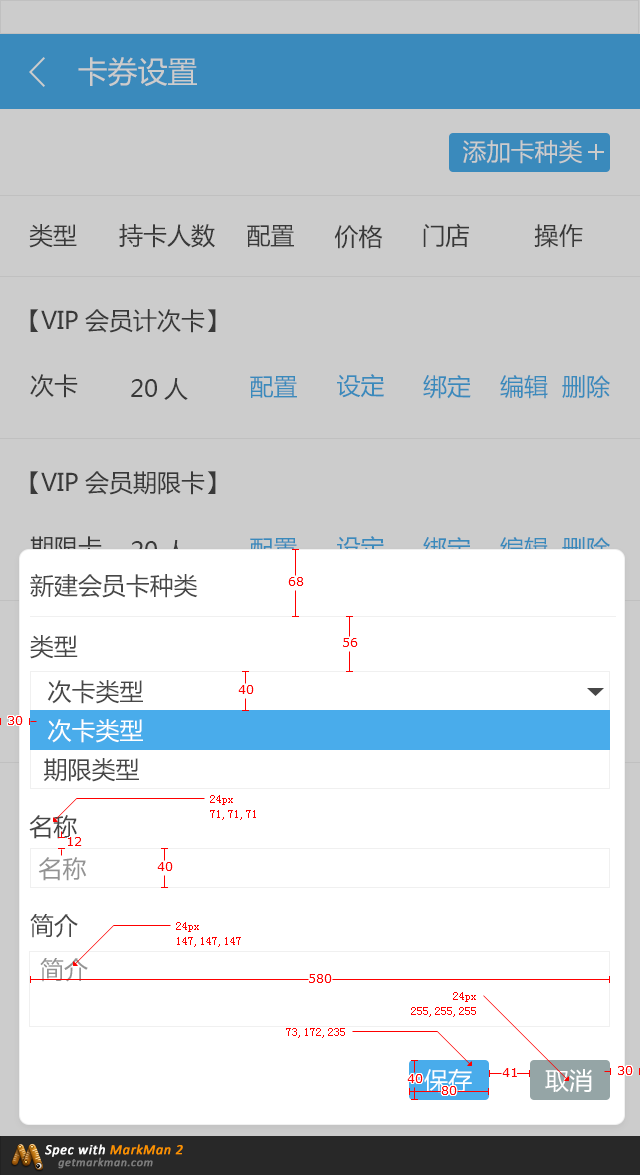 卡券设置
添加卡种类+
类型 持卡人数 配置 价格 门店 操作
【VIP 会员计次卡】
次卡 20 人 配置 设定 绑定 编辑 删除
【VIP 会员期限卡】
期限卡 20 人 配置 设定 绑定 编辑 删除
新建会员卡种类
68
类型
56
次卡类型
40
30
次卡类型
期限类型
24px
71, 71, 71
名称
12
名称
40
简介
24px
147, 147, 147
简介
580
24px
255, 255, 255
73, 172, 235
保存
40
80
41
取消
30
Spec with MarkMan 2
getmarkman.com